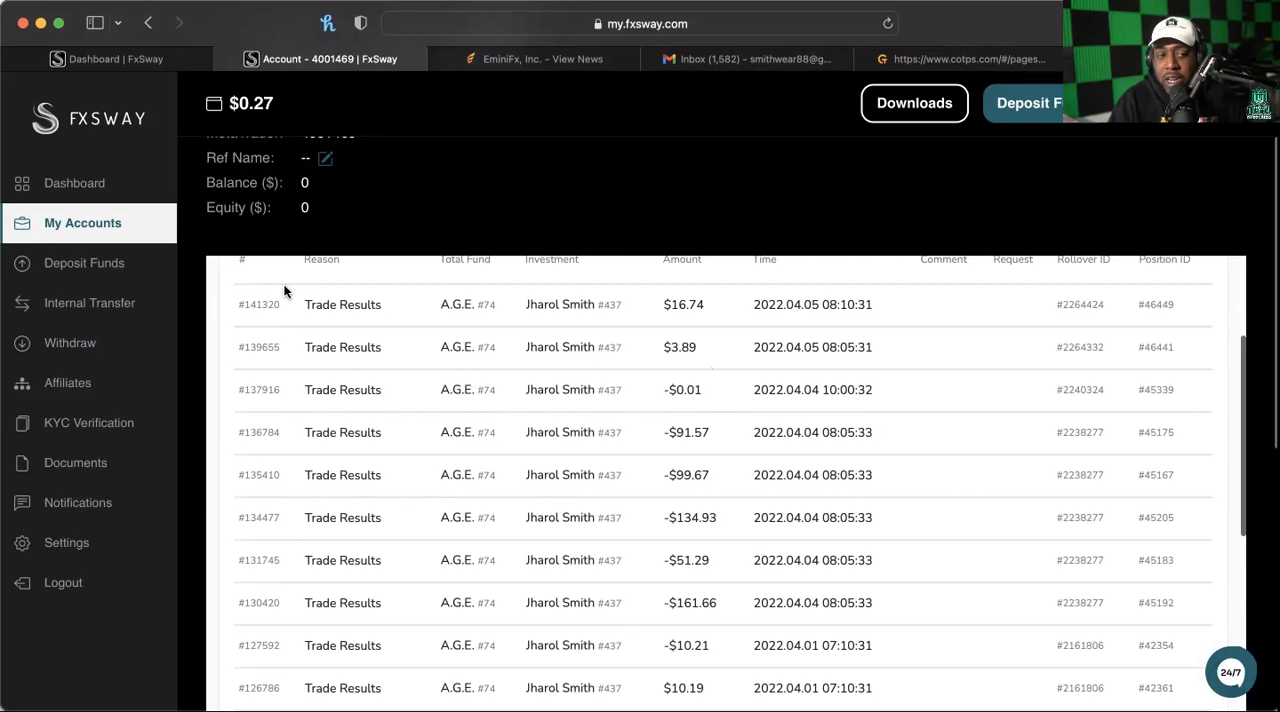 my.fxsway.com
Dashboard | FxSway
Account - 4001469 | FxSway
EminiFx, Inc. - View News
Inbox (1,582) - smithwear88@g...
https://www.cotps.com/#/pages...
FXSWAY
$0.27
Downloads
Deposit F
Dashboard
My Accounts
Deposit Funds
Internal Transfer
Withdraw
Affiliates
KYC Verification
Documents
Notifications
Settings
Logout
Ref Name: --
Balance ($): 0
Equity ($): 0
# Reason Total Fund Investment Amount Time Comment Request Rollover ID Position ID
#141320 Trade Results A.G.E. #74 Jharol Smith #437 $16.74 2022.04.05 08:10:31 #2264424 #46449
#139655 Trade Results A.G.E. #74 Jharol Smith #437 $3.89 2022.04.05 08:05:31 #2264332 #46441
#137916 Trade Results A.G.E. #74 Jharol Smith #437 -$0.01 2022.04.04 10:00:32 #2240324 #45339
#136784 Trade Results A.G.E. #74 Jharol Smith #437 -$91.57 2022.04.04 08:05:33 #2238277 #45175
#135410 Trade Results A.G.E. #74 Jharol Smith #437 -$99.67 2022.04.04 08:05:33 #2238277 #45167
#134477 Trade Results A.G.E. #74 Jharol Smith #437 -$134.93 2022.04.04 08:05:33 #2238277 #45205
#131745 Trade Results A.G.E. #74 Jharol Smith #437 -$51.29 2022.04.04 08:05:33 #2238277 #45183
#130420 Trade Results A.G.E. #74 Jharol Smith #437 -$161.66 2022.04.04 08:05:33 #2238277 #45192
#127592 Trade Results A.G.E. #74 Jharol Smith #437 -$10.21 2022.04.01 07:10:31 #2161806 #42354
#126786 Trade Results A.G.E. #74 Jharol Smith #437 $10.19 2022.04.01 07:10:31 #2161806 #42361
24/7